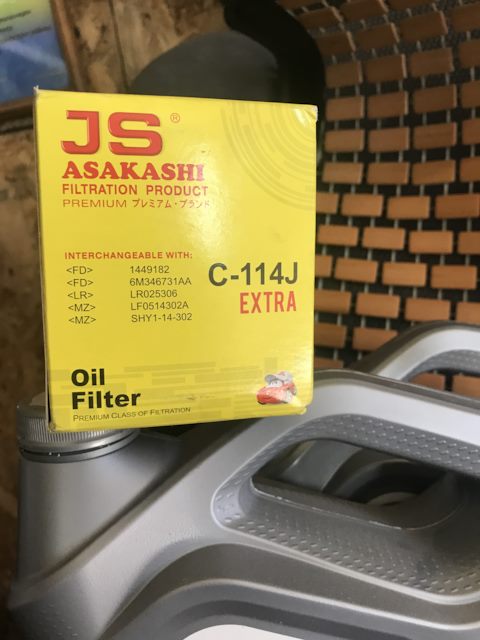 JS®
ASAKASHI
FILTRATION PRODUCT
PREMIUM プレミアム・ブランド
INTERCHANGEABLE WITH:
<FD> 1449182
<FD> 6M346731AA
<LR> LR025306
<MZ> LF0514302A
<MZ> SHY1-14-302
C-114J
EXTRA
Oil
Filter
PREMIUM CLASS OF FILTRATION